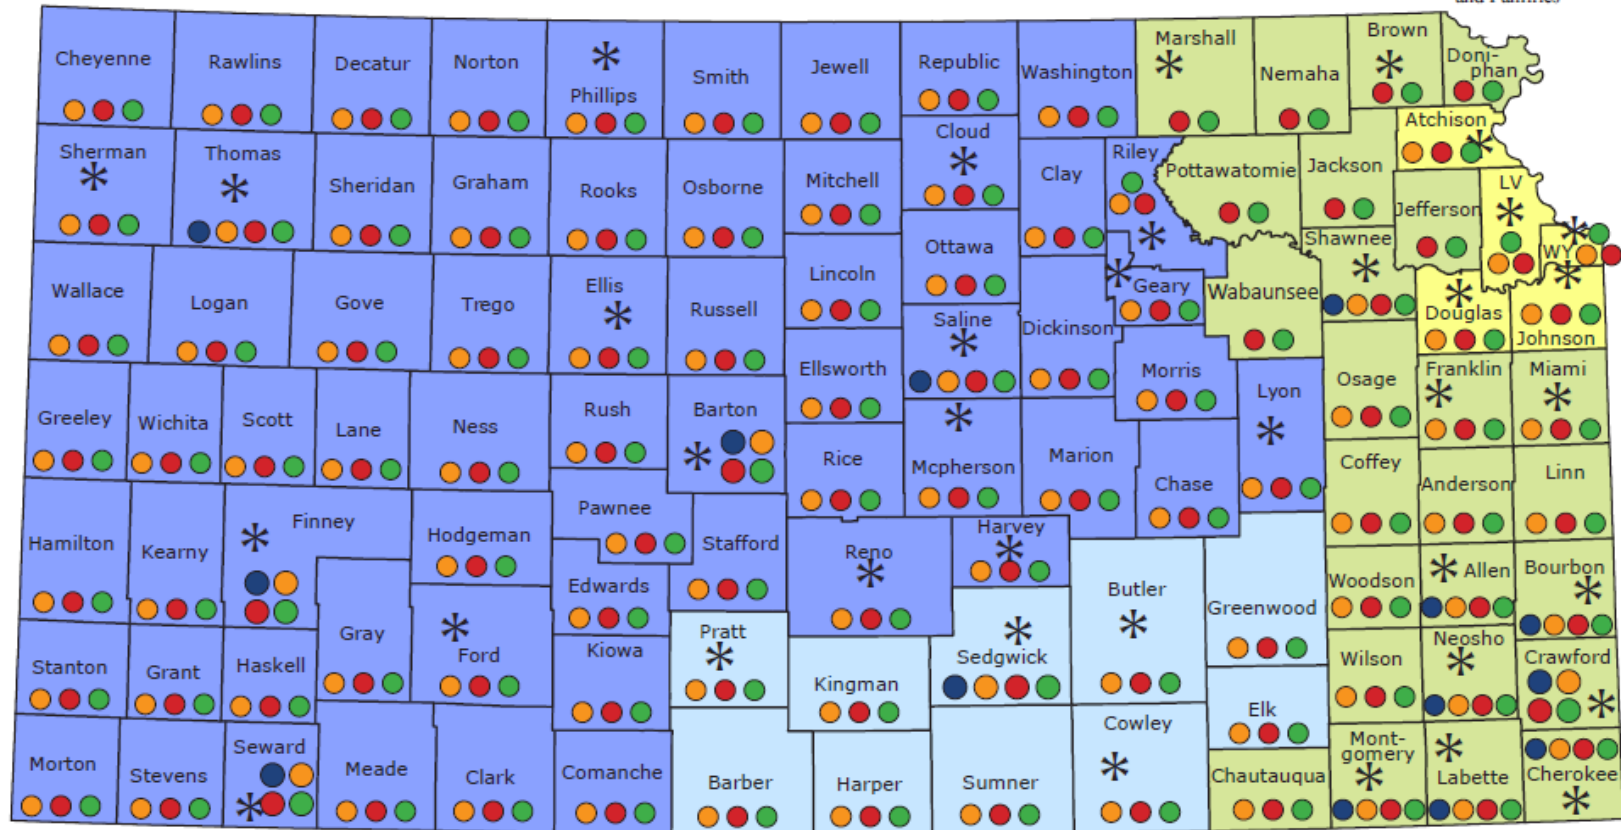 and Families
Cheyenne
Rawlins
Decatur
Norton
Phillips
Smith
Jewell
Republic
Washington
Marshall
Nemaha
Brown
Doni-
phan
Sherman
Thomas
Sheridan
Graham
Rooks
Osborne
Mitchell
Cloud
Clay
Riley
Pottawatomie
Jackson
Atchison
Jefferson
LV
WY
Wallace
Logan
Gove
Trego
Ellis
Russell
Lincoln
Ottawa
Saline
Dickinson
Geary
Wabaunsee
Shawnee
Douglas
Johnson
Greeley
Wichita
Scott
Lane
Ness
Rush
Barton
Ellsworth
Rice
Mcpherson
Marion
Morris
Chase
Lyon
Osage
Franklin
Miami
Coffey
Anderson
Linn
Hamilton
Kearny
Finney
Hodgeman
Pawnee
Stafford
Edwards
Reno
Harvey
Butler
Greenwood
Woodson
Allen
Bourbon
Stanton
Grant
Haskell
Gray
Ford
Kiowa
Pratt
Kingman
Sedgwick
Elk
Wilson
Neosho
Crawford
Morton
Stevens
Seward
Meade
Clark
Comanche
Barber
Harper
Sumner
Cowley
Chautauqua
Mont-
gomery
Labette
Cherokee